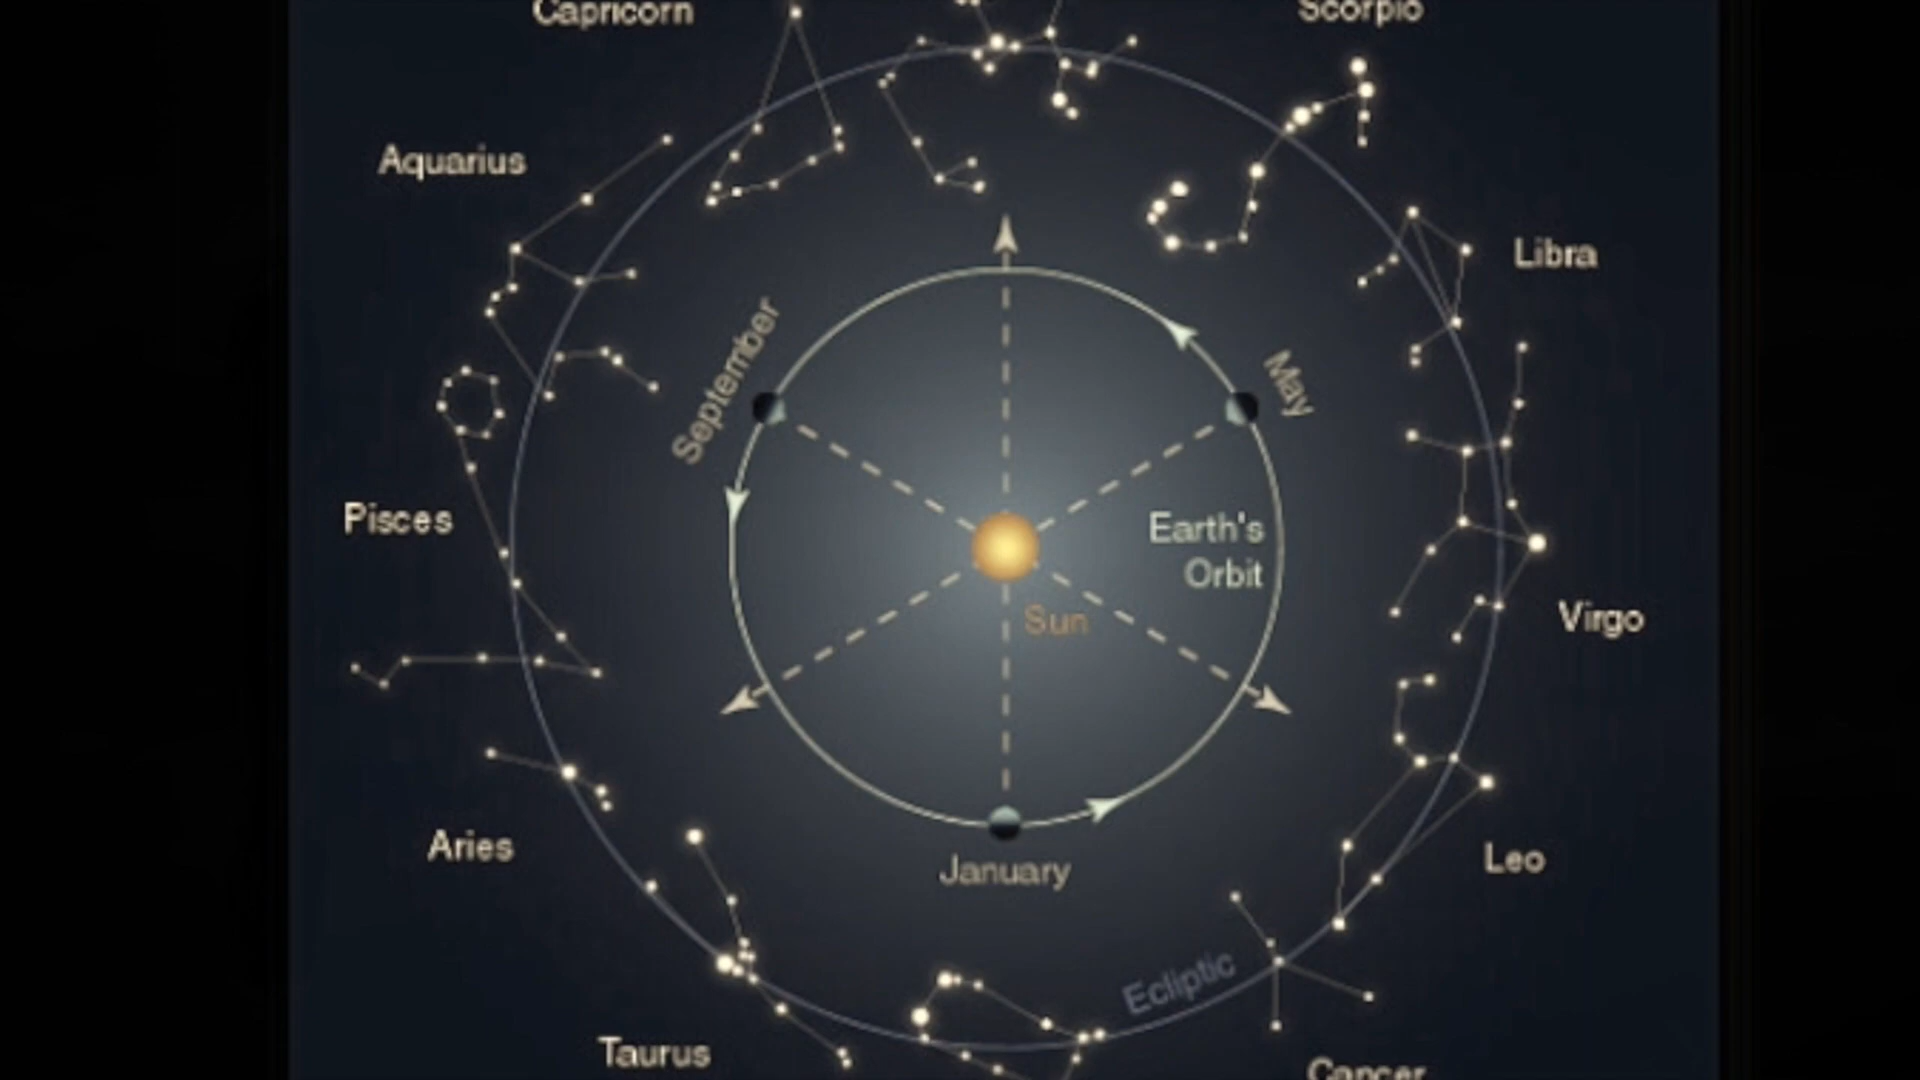 Capricorn
Scorpio
Aquarius
Libra
September
May
Pisces
Earth's
Orbit
Sun
Virgo
Aries
January
Leo
Ecliptic
Taurus
Cancer